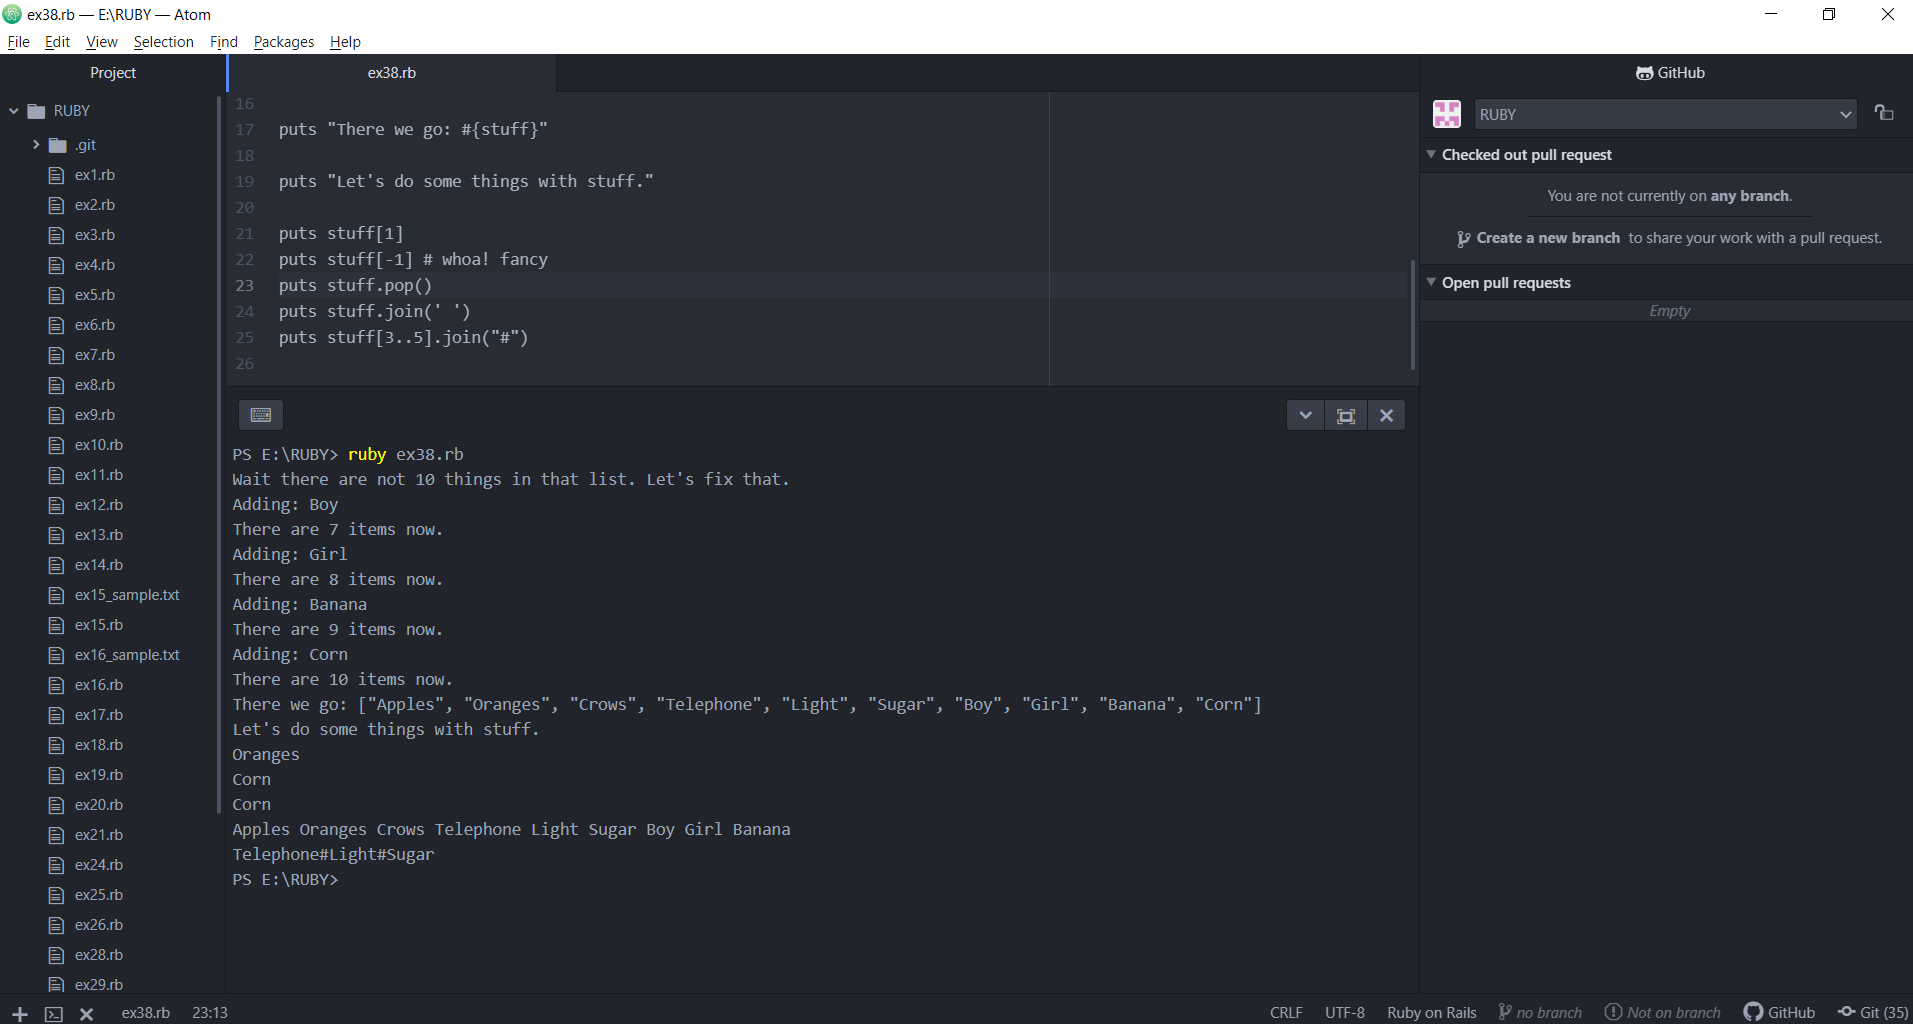 ex38.rb — E:\RUBY — Atom
File Edit View Selection Find Packages Help
Project
RUBY
.git
ex1.rb
ex2.rb
ex3.rb
ex4.rb
ex5.rb
ex6.rb
ex7.rb
ex8.rb
ex9.rb
ex10.rb
ex11.rb
ex12.rb
ex13.rb
ex14.rb
ex15_sample.txt
ex15.rb
ex16_sample.txt
ex16.rb
ex17.rb
ex18.rb
ex19.rb
ex20.rb
ex21.rb
ex24.rb
ex25.rb
ex26.rb
ex28.rb
ex29.rb
ex38.rb
16
17 puts "There we go: #{stuff}"
18
19 puts "Let's do some things with stuff."
20
21 puts stuff[1]
22 puts stuff[-1] # whoa! fancy
23 puts stuff.pop()
24 puts stuff.join(' ')
25 puts stuff[3..5].join("#")
26
PS E:\RUBY> ruby ex38.rb
Wait there are not 10 things in that list. Let's fix that.
Adding: Boy
There are 7 items now.
Adding: Girl
There are 8 items now.
Adding: Banana
There are 9 items now.
Adding: Corn
There are 10 items now.
There we go: ["Apples", "Oranges", "Crows", "Telephone", "Light", "Sugar", "Boy", "Girl", "Banana", "Corn"]
Let's do some things with stuff.
Oranges
Corn
Corn
Apples Oranges Crows Telephone Light Sugar Boy Girl Banana
Telephone#Light#Sugar
PS E:\RUBY>
GitHub
RUBY
Checked out pull request
You are not currently on any branch.
Create a new branch to share your work with a pull request.
Open pull requests
Empty
ex38.rb 23:13 CRLF UTF-8 Ruby on Rails no branch Not on branch GitHub Git (35)